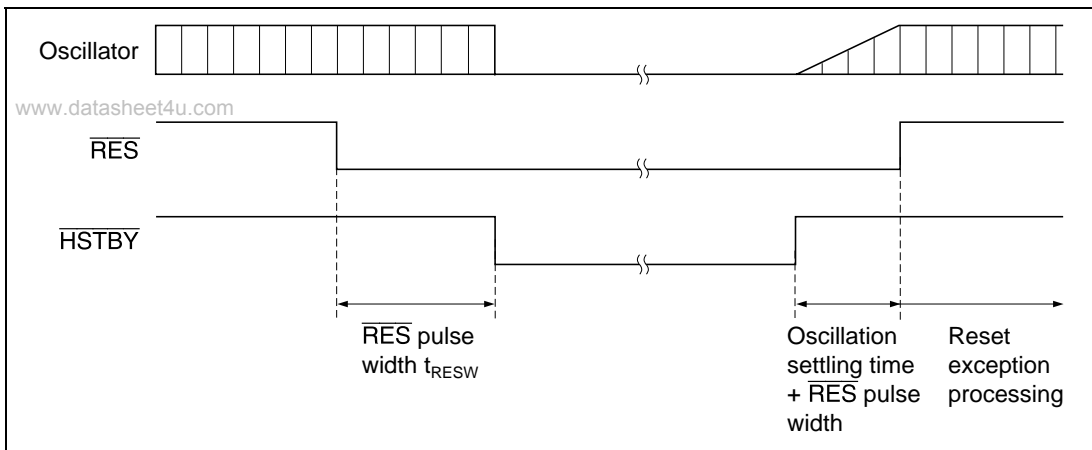 Oscillator
www.datasheet4u.com
RES
HSTBY
RES pulse
width tRESW
Oscillation
settling time
+ RES pulse
width
Reset
exception
processing